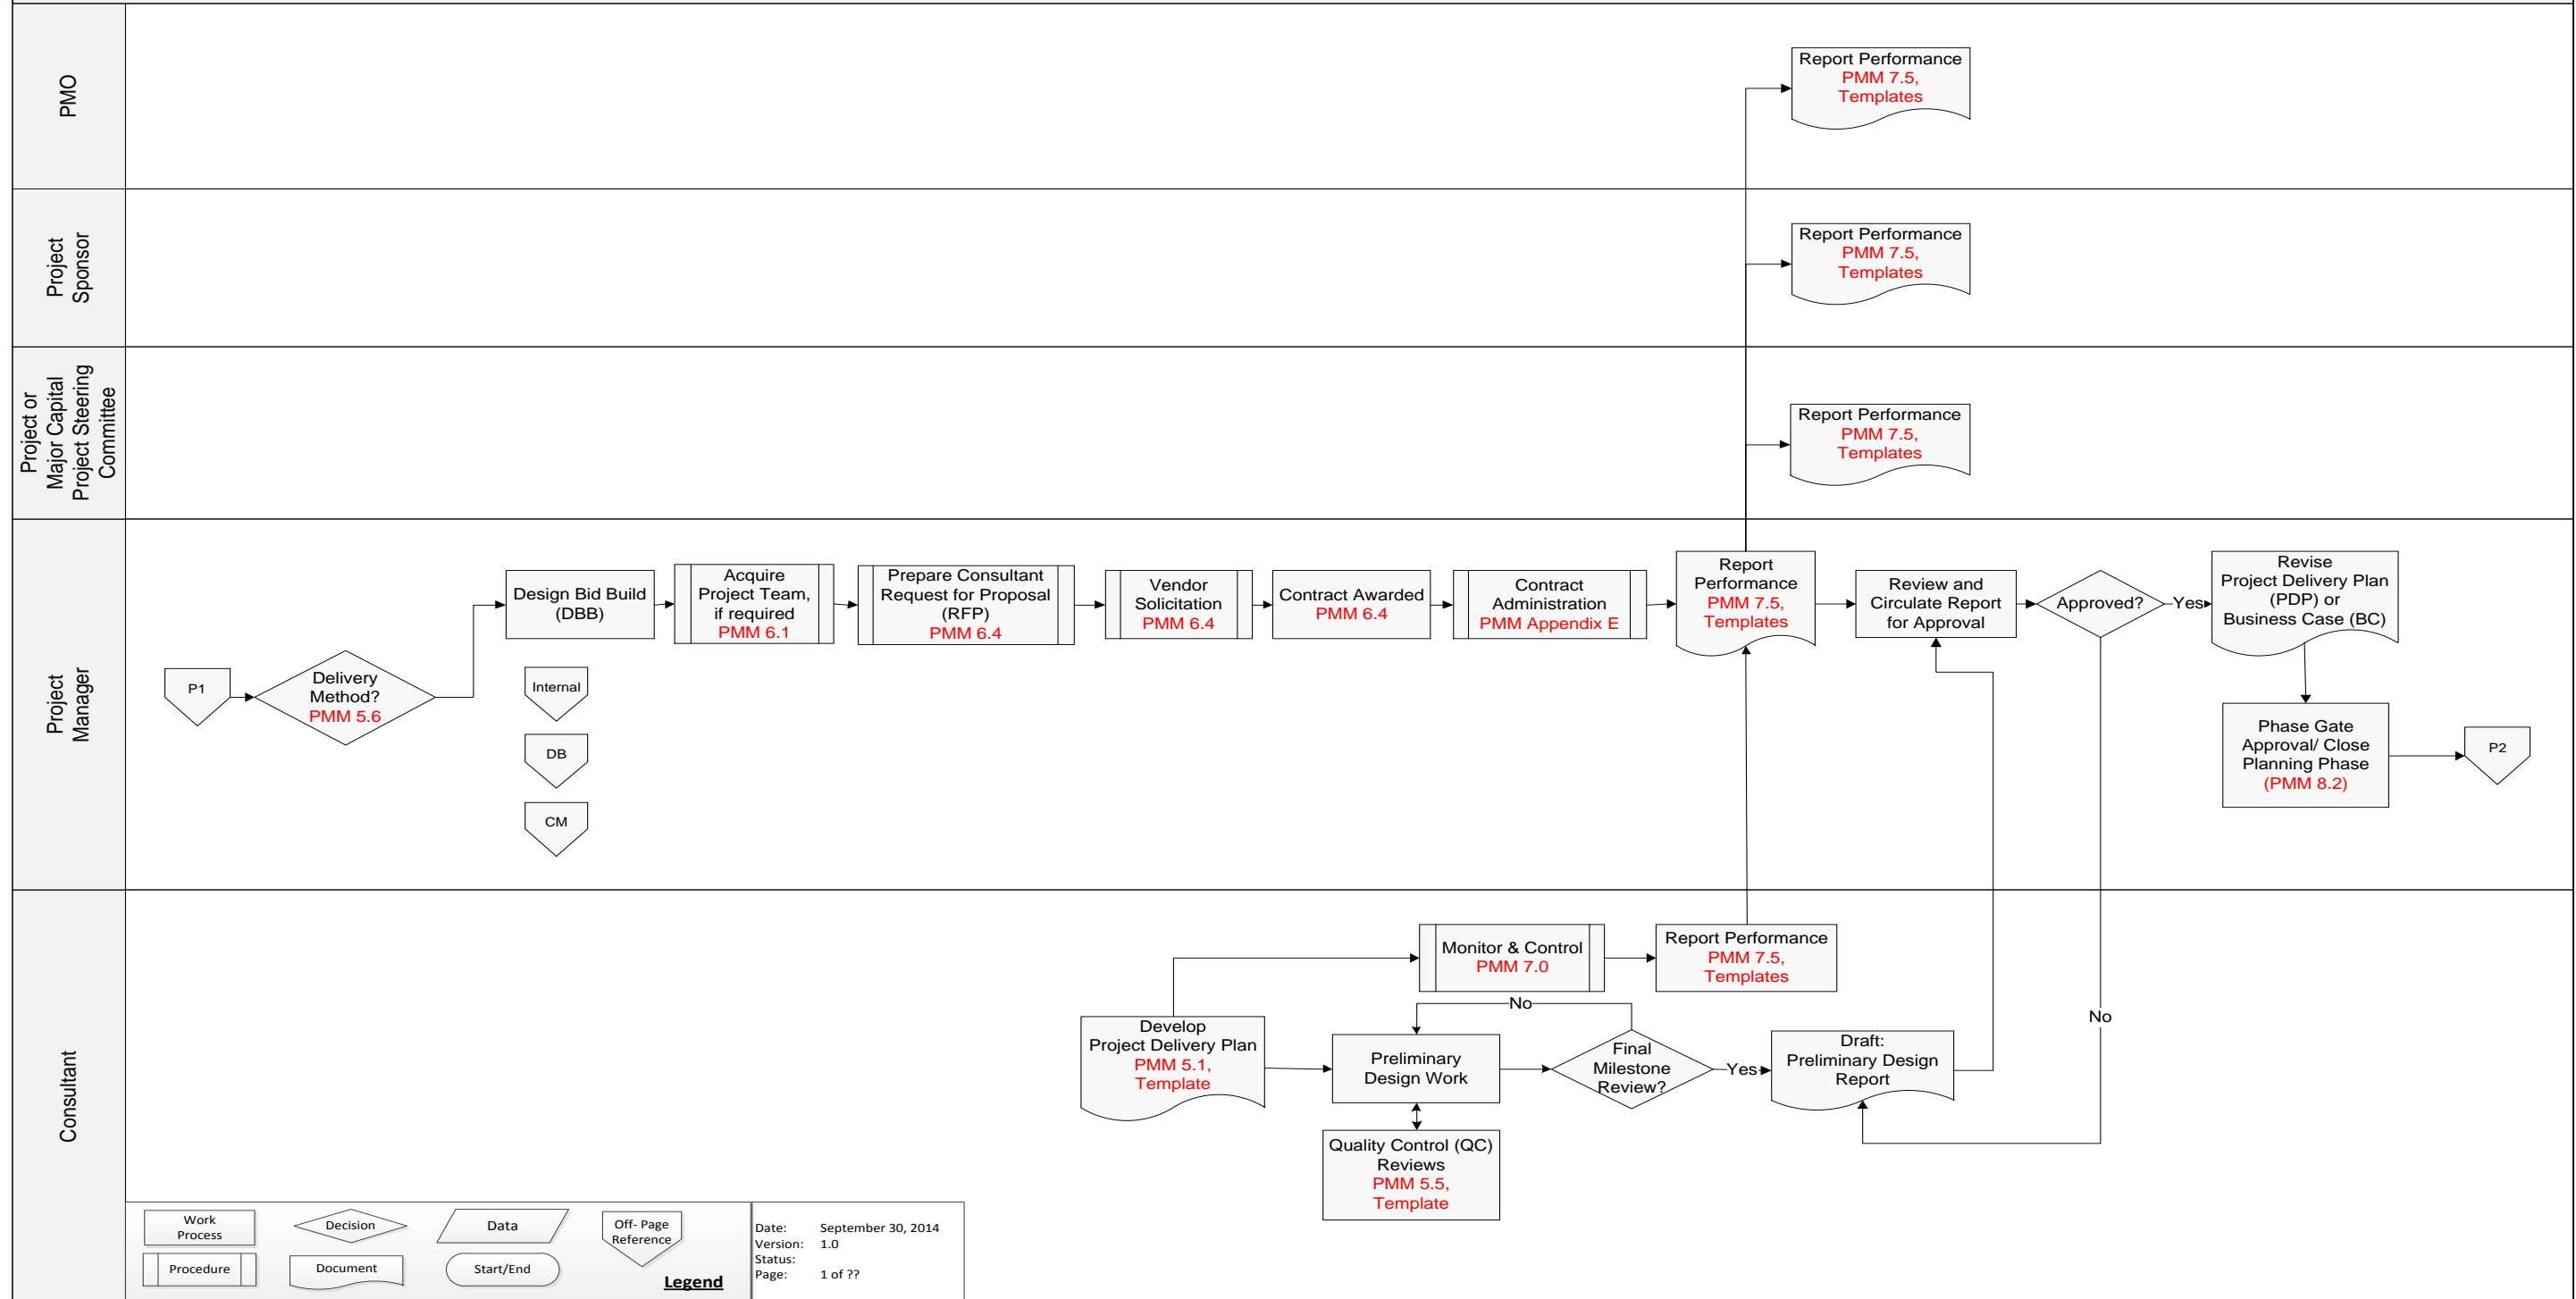 PMO
Report Performance
PMM 7.5,
Templates
Project
Sponsor
Report Performance
PMM 7.5,
Templates
Project or
Major Capital
Project Steering
Committee
Report Performance
PMM 7.5,
Templates
Project
Manager
P1
Delivery
Method?
PMM 5.6
Design Bid Build
(DBB)
Internal
DB
CM
Acquire
Project Team,
if required
PMM 6.1
Prepare Consultant
Request for Proposal
(RFP)
PMM 6.4
Vendor
Solicitation
PMM 6.4
Contract Awarded
PMM 6.4
Contract
Administration
PMM Appendix E
Report
Performance
PMM 7.5,
Templates
Review and
Circulate Report
for Approval
Approved?
Yes
Revise
Project Delivery Plan
(PDP) or
Business Case (BC)
Phase Gate
Approval/ Close
Planning Phase
(PMM 8.2)
P2
Consultant
Monitor & Control
PMM 7.0
Report Performance
PMM 7.5,
Templates
No
Develop
Project Delivery Plan
PMM 5.1,
Template
Preliminary
Design Work
Final
Milestone
Review?
Yes
Draft:
Preliminary Design
Report
No
Quality Control (QC)
Reviews
PMM 5.5,
Template
Work
Process
Decision
Data
Off- Page
Reference
Procedure
Document
Start/End
Legend
Date: September 30, 2014
Version: 1.0
Status:
Page: 1 of ??